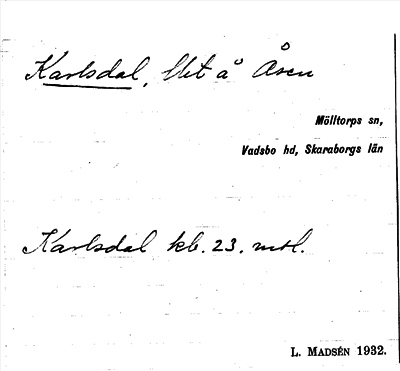 Karlsdal, lht å Åsen
Mölltorps sn,
Vadsbo hd, Skaraborgs län
Karlsdal kb. 23. mtl.
L. MADSÉN 1932.